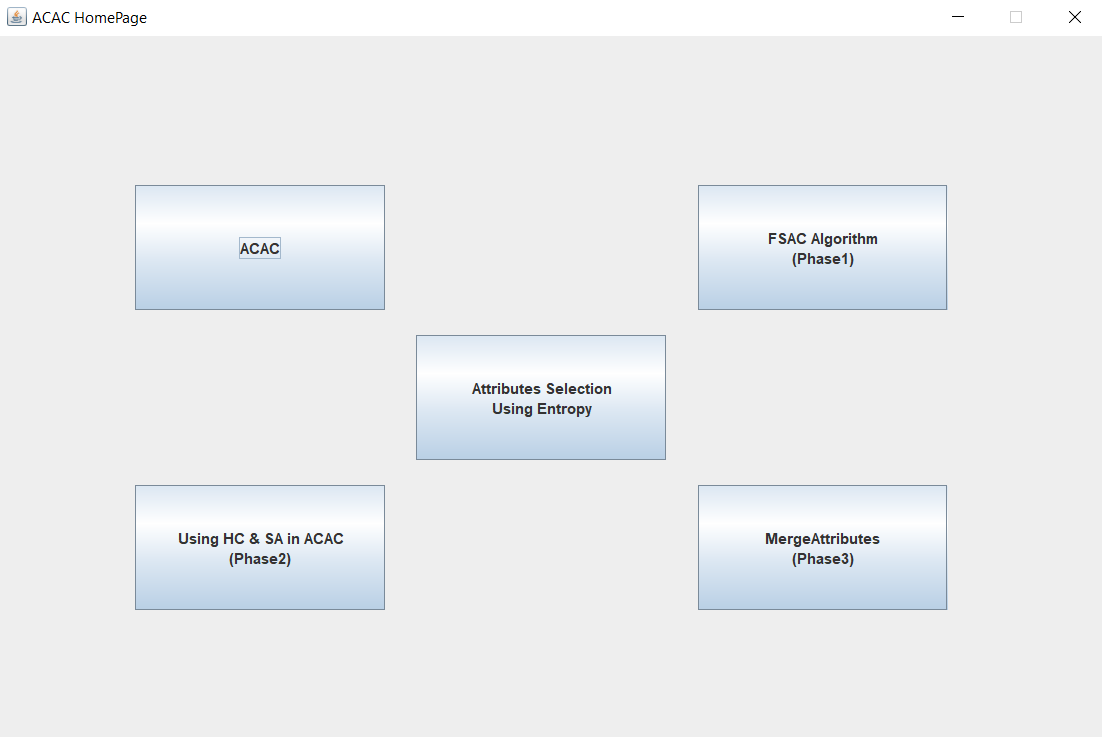 ACAC HomePage
ACAC
FSAC Algorithm
(Phase1)
Attributes Selection
Using Entropy
Using HC & SA in ACAC
(Phase2)
MergeAttributes
(Phase3)